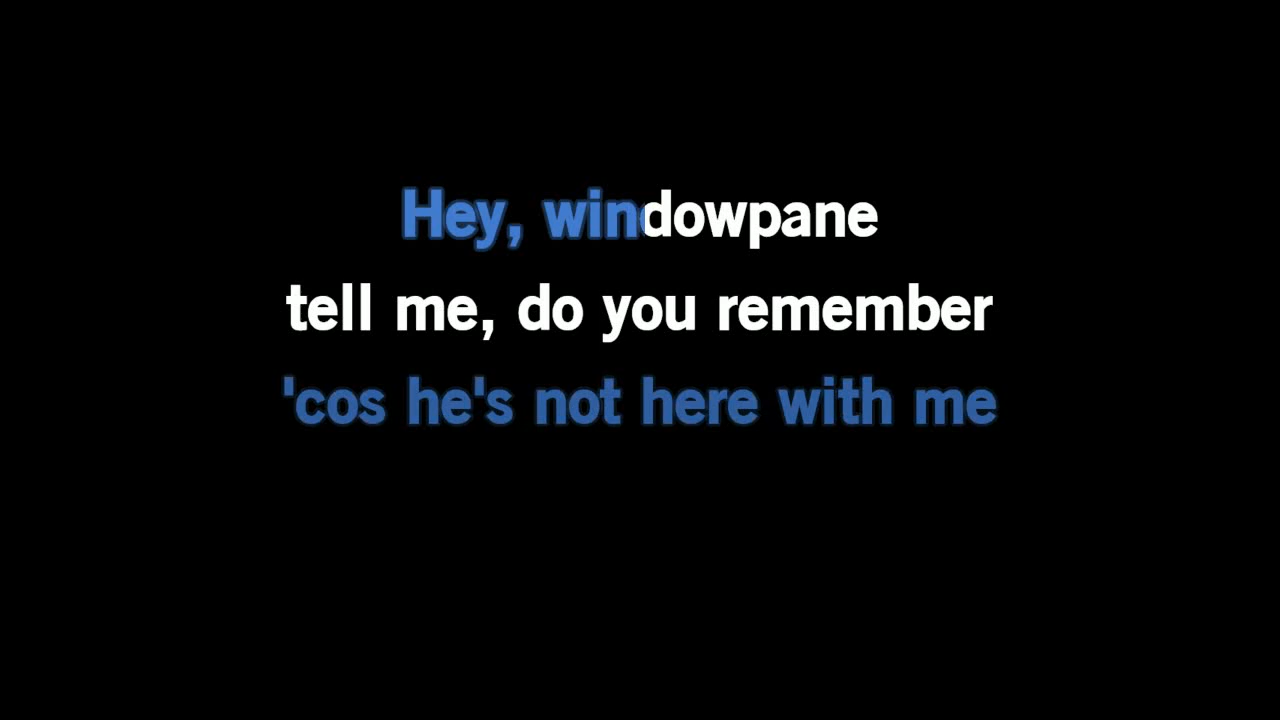 Hey, windowpane
tell me, do you remember
'cos he's not here with me